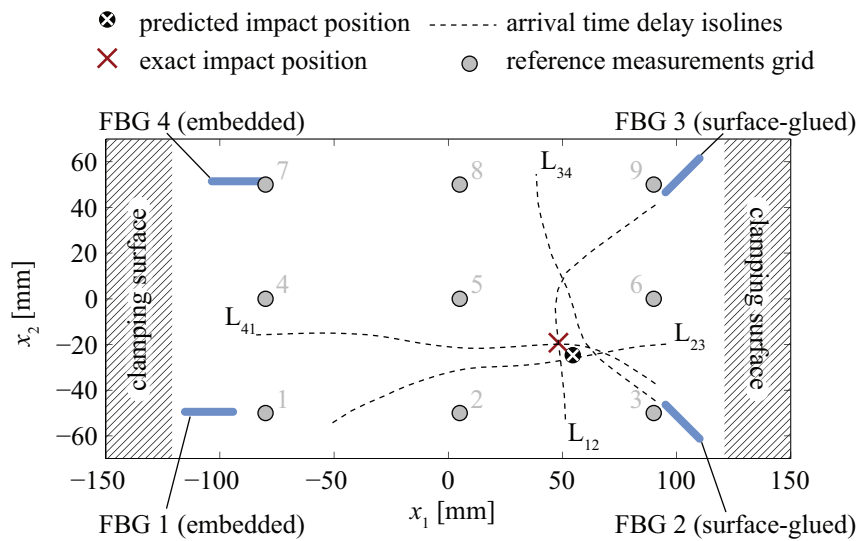 predicted impact position
arrival time delay isolines
exact impact position
reference measurements grid
FBG 4 (embedded)
FBG 3 (surface-glued)
60
40
20
0
−20
−40
−60
x₂ [mm]
clamping surface
clamping surface
7
8
9
4
5
6
1
2
3
L₃₄
L₄₁
L₂₃
L₁₂
−150
−100
−50
0
50
100
150
x₁ [mm]
FBG 1 (embedded)
FBG 2 (surface-glued)